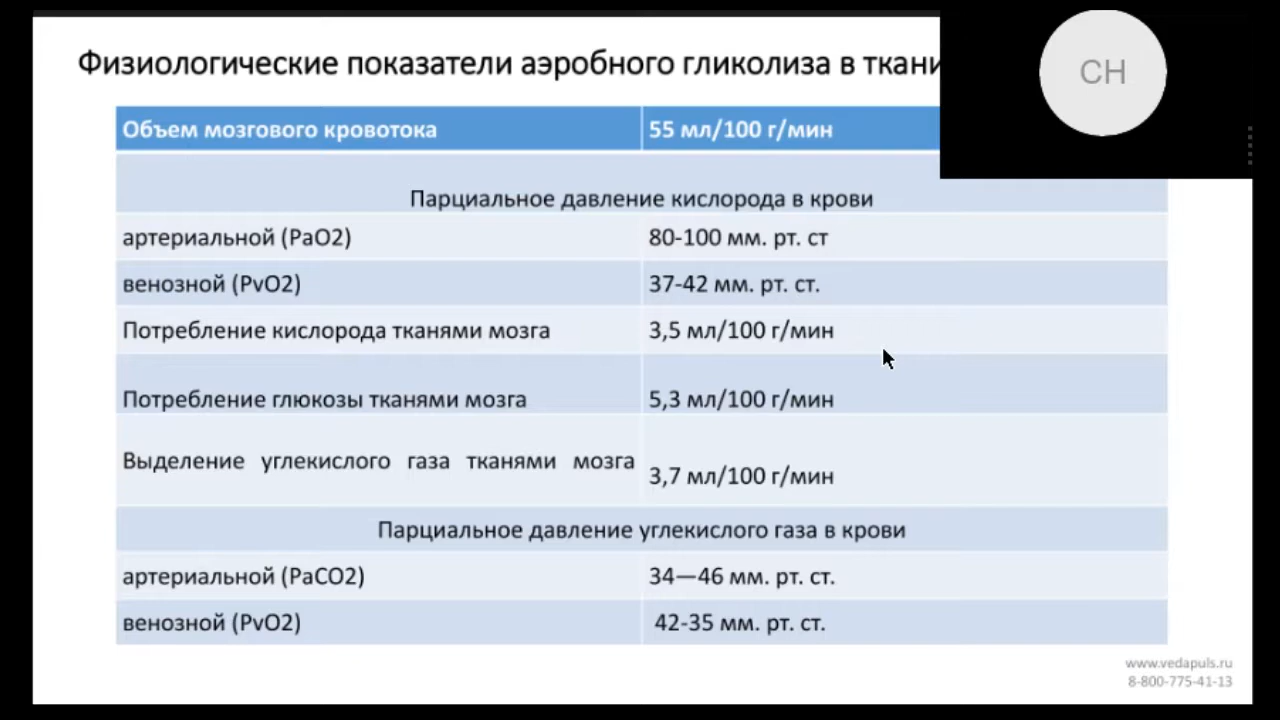 Физиологические показатели аэробного гликолиза в ткани
СН
Объем мозгового кровотока 55 мл/100 г/мин
Парциальное давление кислорода в крови
артериальной (PaO2) 80-100 мм. рт. ст
венозной (PvO2) 37-42 мм. рт. ст.
Потребление кислорода тканями мозга 3,5 мл/100 г/мин
Потребление глюкозы тканями мозга 5,3 мл/100 г/мин
Выделение углекислого газа тканями мозга 3,7 мл/100 г/мин
Парциальное давление углекислого газа в крови
артериальной (PaCO2) 34—46 мм. рт. ст.
венозной (PvO2) 42-35 мм. рт. ст.
www.vedapuls.ru
8-800-775-41-13